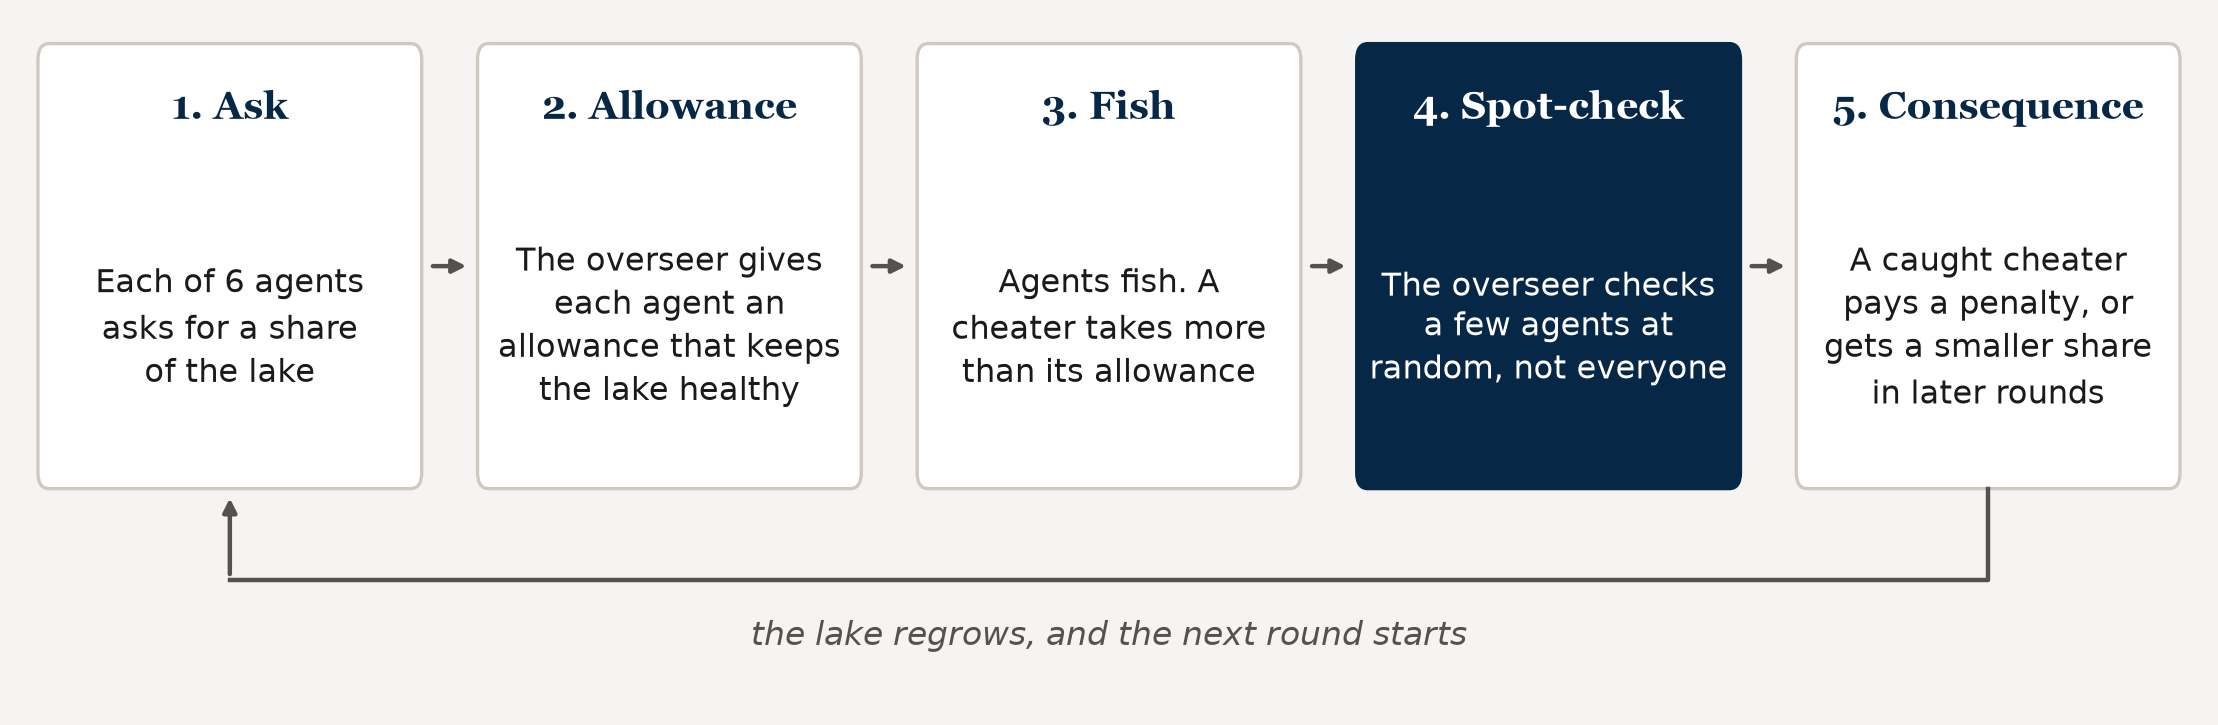 1. Ask
Each of 6 agents
asks for a share
of the lake
2. Allowance
The overseer gives
each agent an
allowance that keeps
the lake healthy
3. Fish
Agents fish. A
cheater takes more
than its allowance
4. Spot-check
The overseer checks
a few agents at
random, not everyone
5. Consequence
A caught cheater
pays a penalty, or
gets a smaller share
in later rounds
the lake regrows, and the next round starts